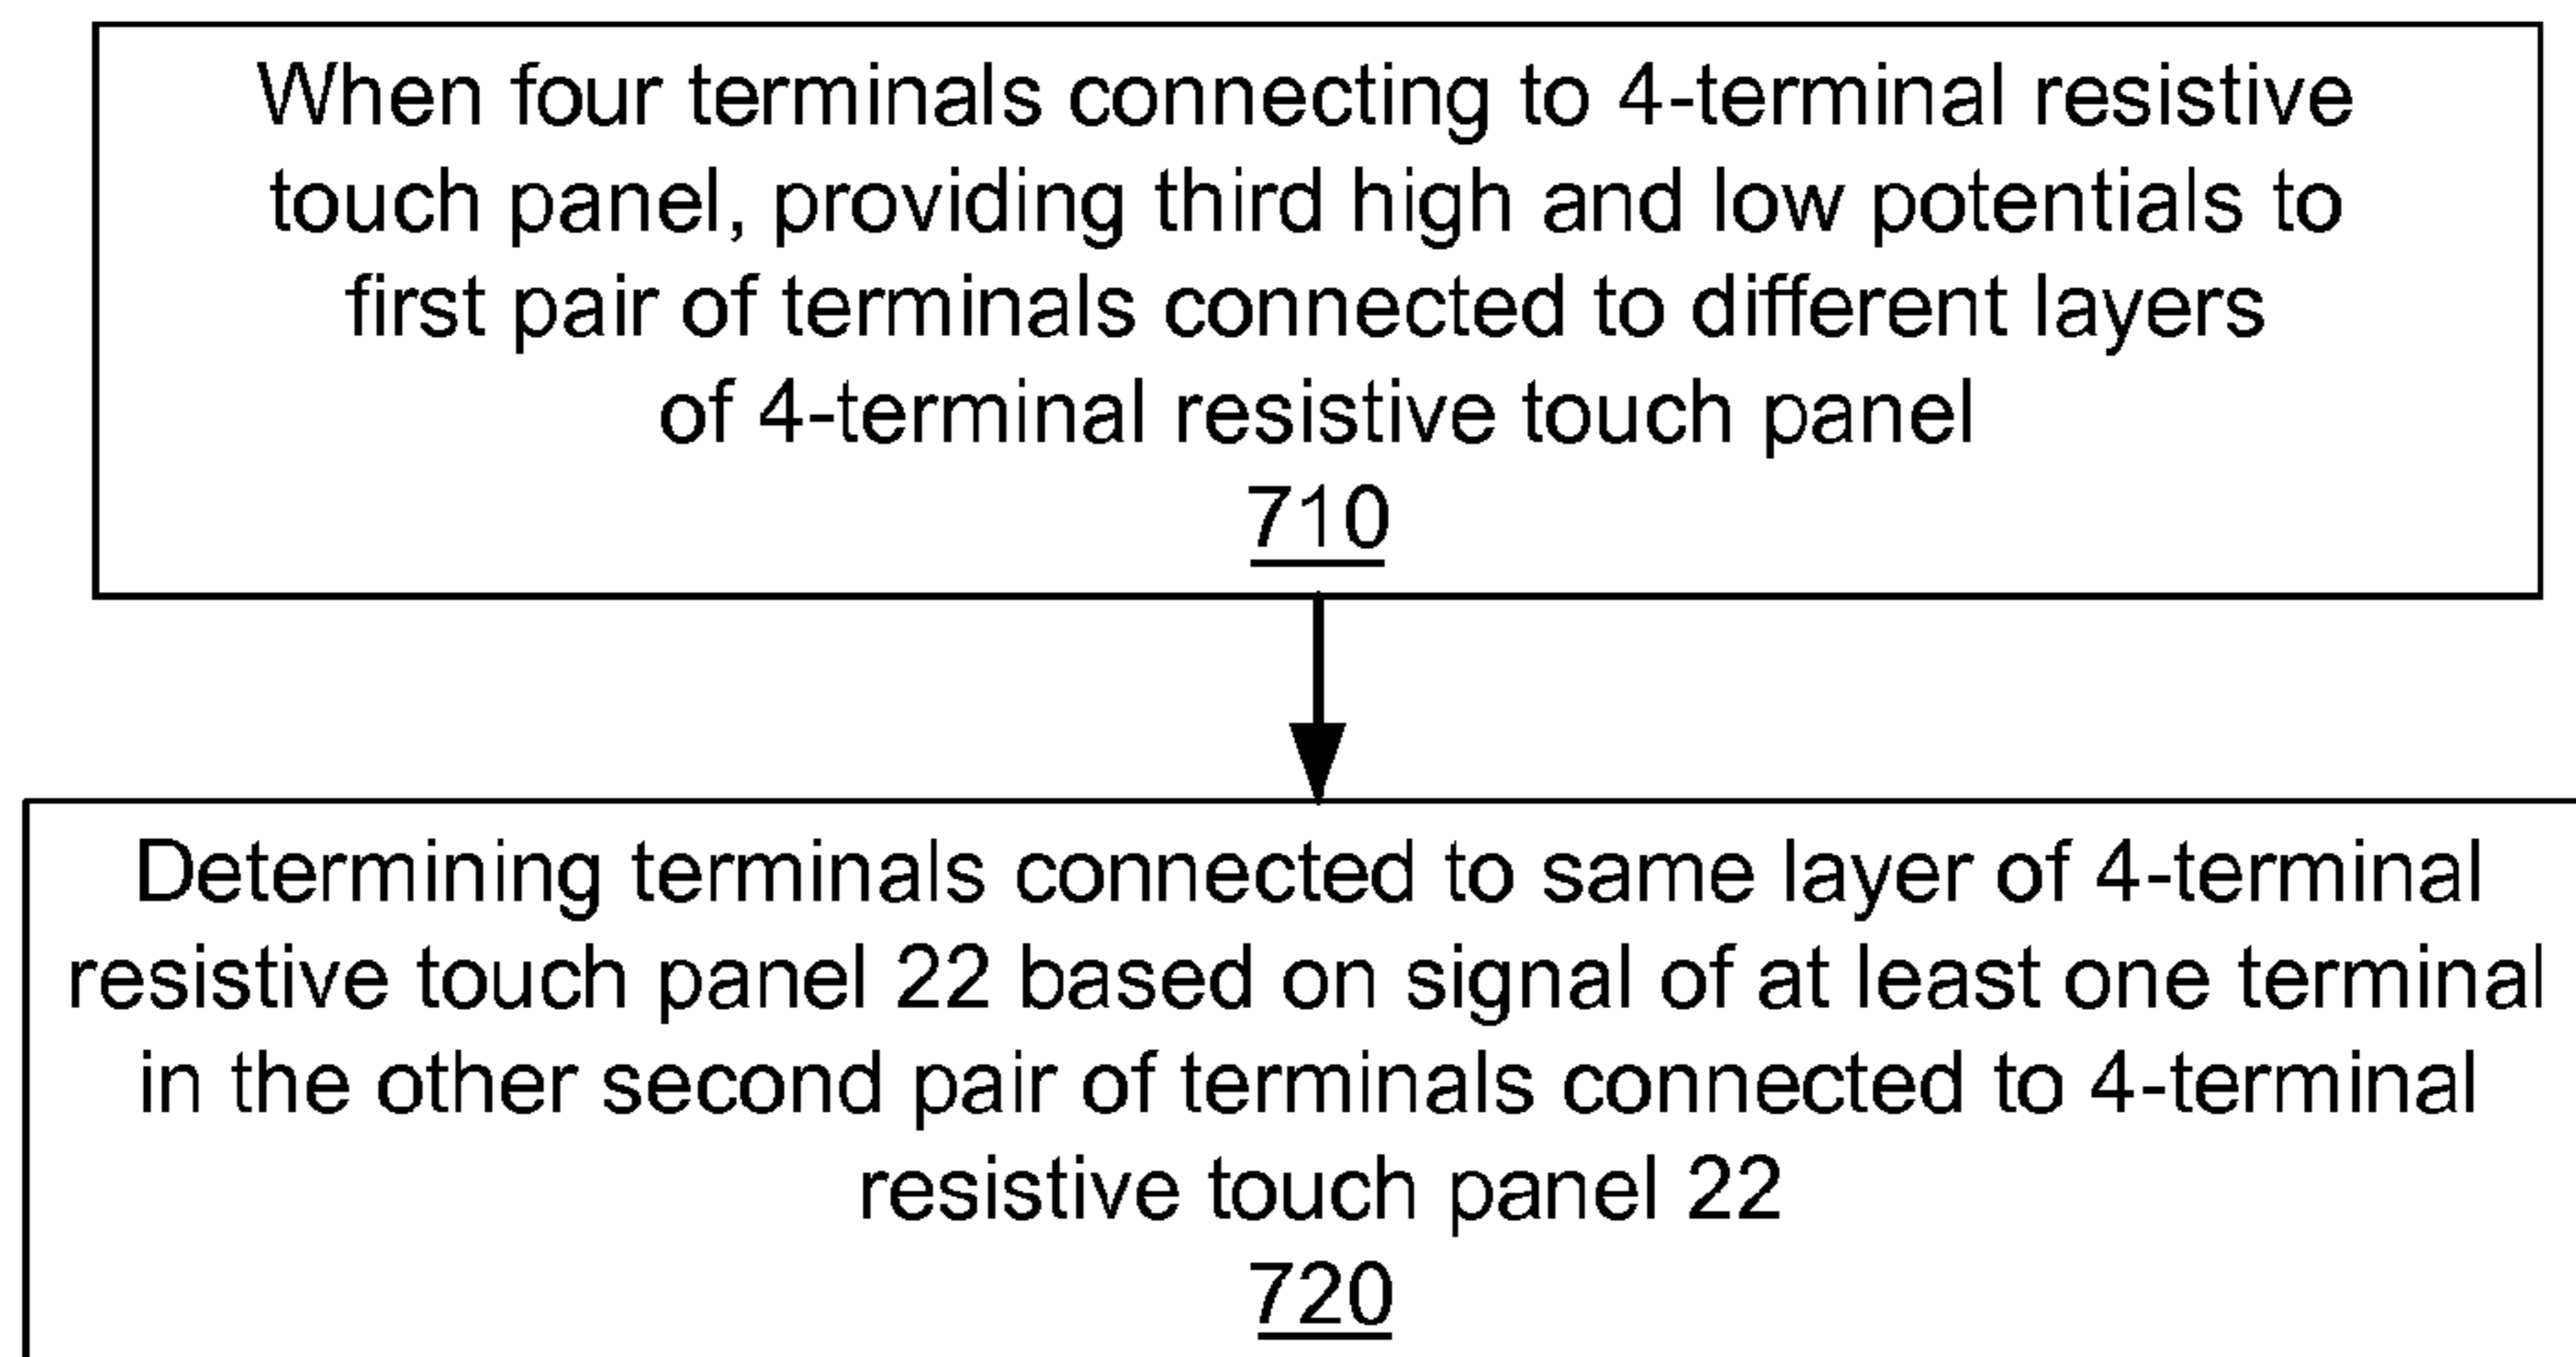 When four terminals connecting to 4-terminal resistive
touch panel, providing third high and low potentials to
first pair of terminals connected to different layers
of 4-terminal resistive touch panel
710
Determining terminals connected to same layer of 4-terminal
resistive touch panel 22 based on signal of at least one terminal
in the other second pair of terminals connected to 4-terminal
resistive touch panel 22
720